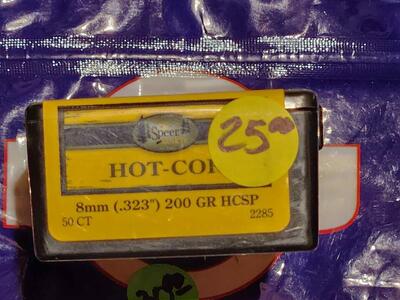 Speer
25.00
HOT-COR
8mm (.323") 200 GR HCSP
50 CT 2285